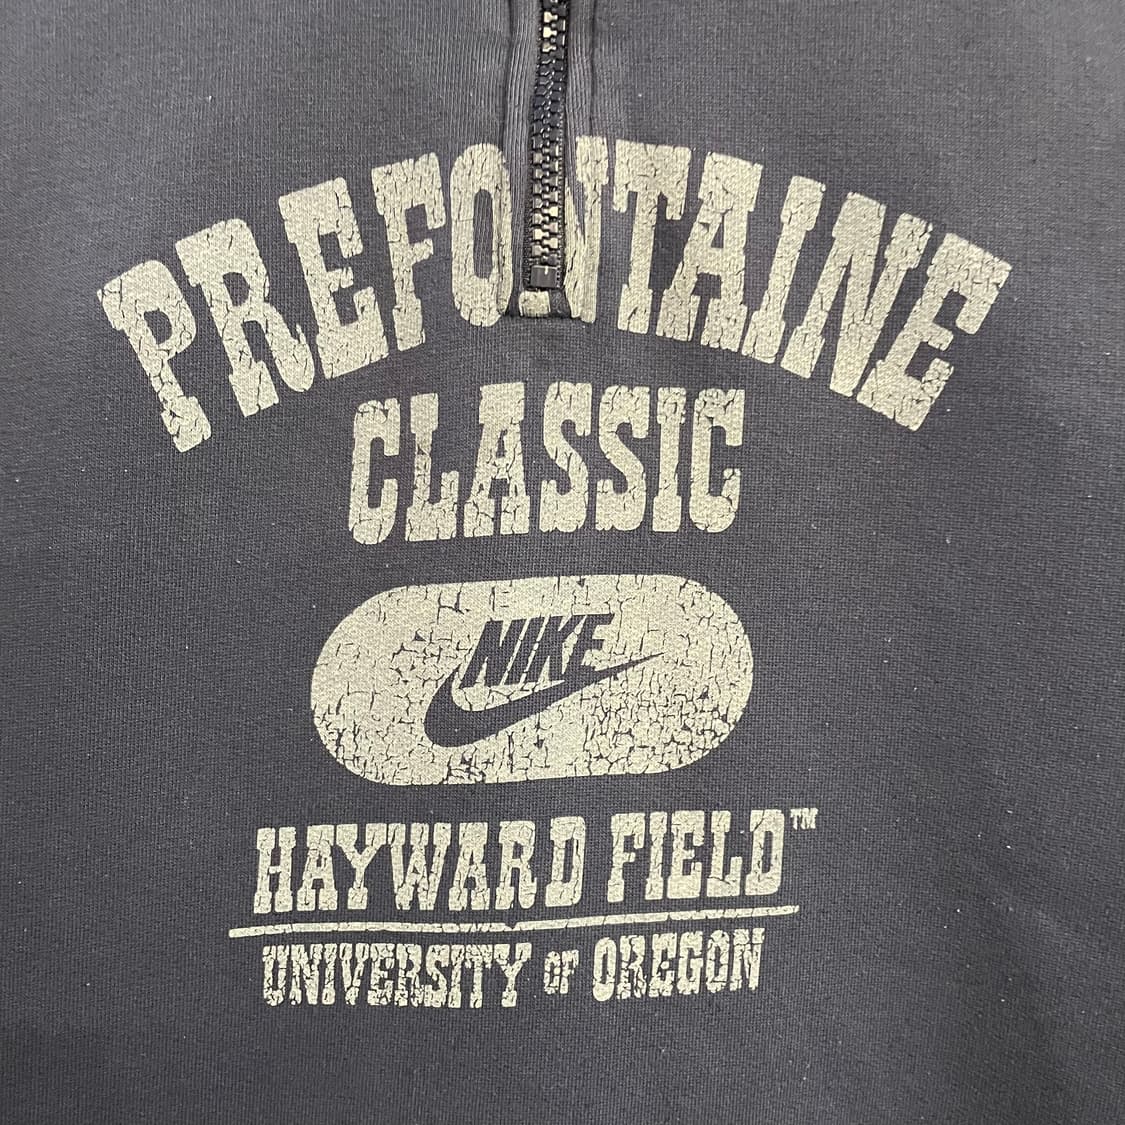 PREFONTAINE
CLASSIC
NIKE
HAYWARD FIELD™
UNIVERSITY OF OREGON